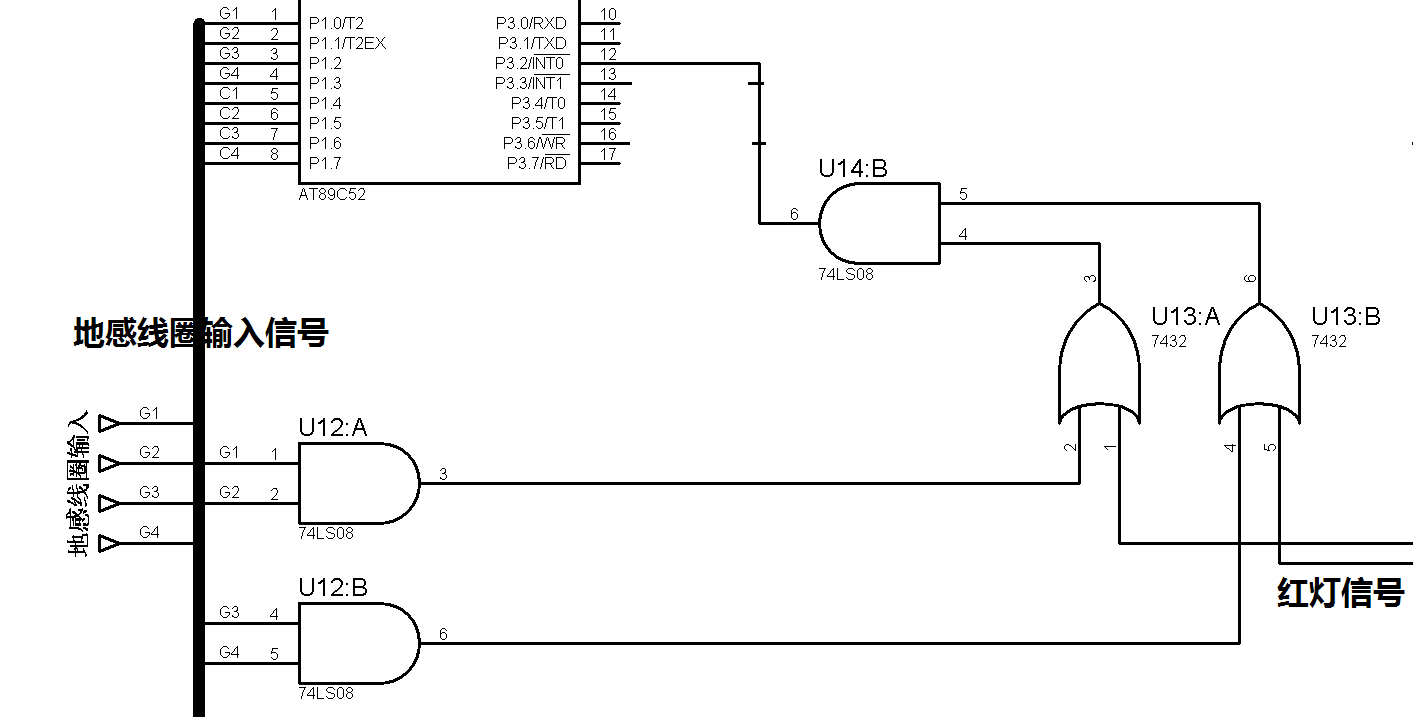 G1 1 P1.0/T2 P3.0/RXD 10
G2 2 P1.1/T2EX P3.1/TXD 11
G3 3 P1.2 P3.2/INT0 12
G4 4 P1.3 P3.3/INT1 13
C1 5 P1.4 P3.4/T0 14
C2 6 P1.5 P3.5/T1 15
C3 7 P1.6 P3.6/WR 16
C4 8 P1.7 P3.7/RD 17
AT89C52
U14:B
5
6
4
74LS08
3
6
U13:A
7432
U13:B
7432
地感线圈输入信号
地感线圈输入
G1
G2
G3
G4
U12:A
G1 1
G2 2
3
74LS08
2
1
4
5
U12:B
G3 4
G4 5
6
74LS08
红灯信号